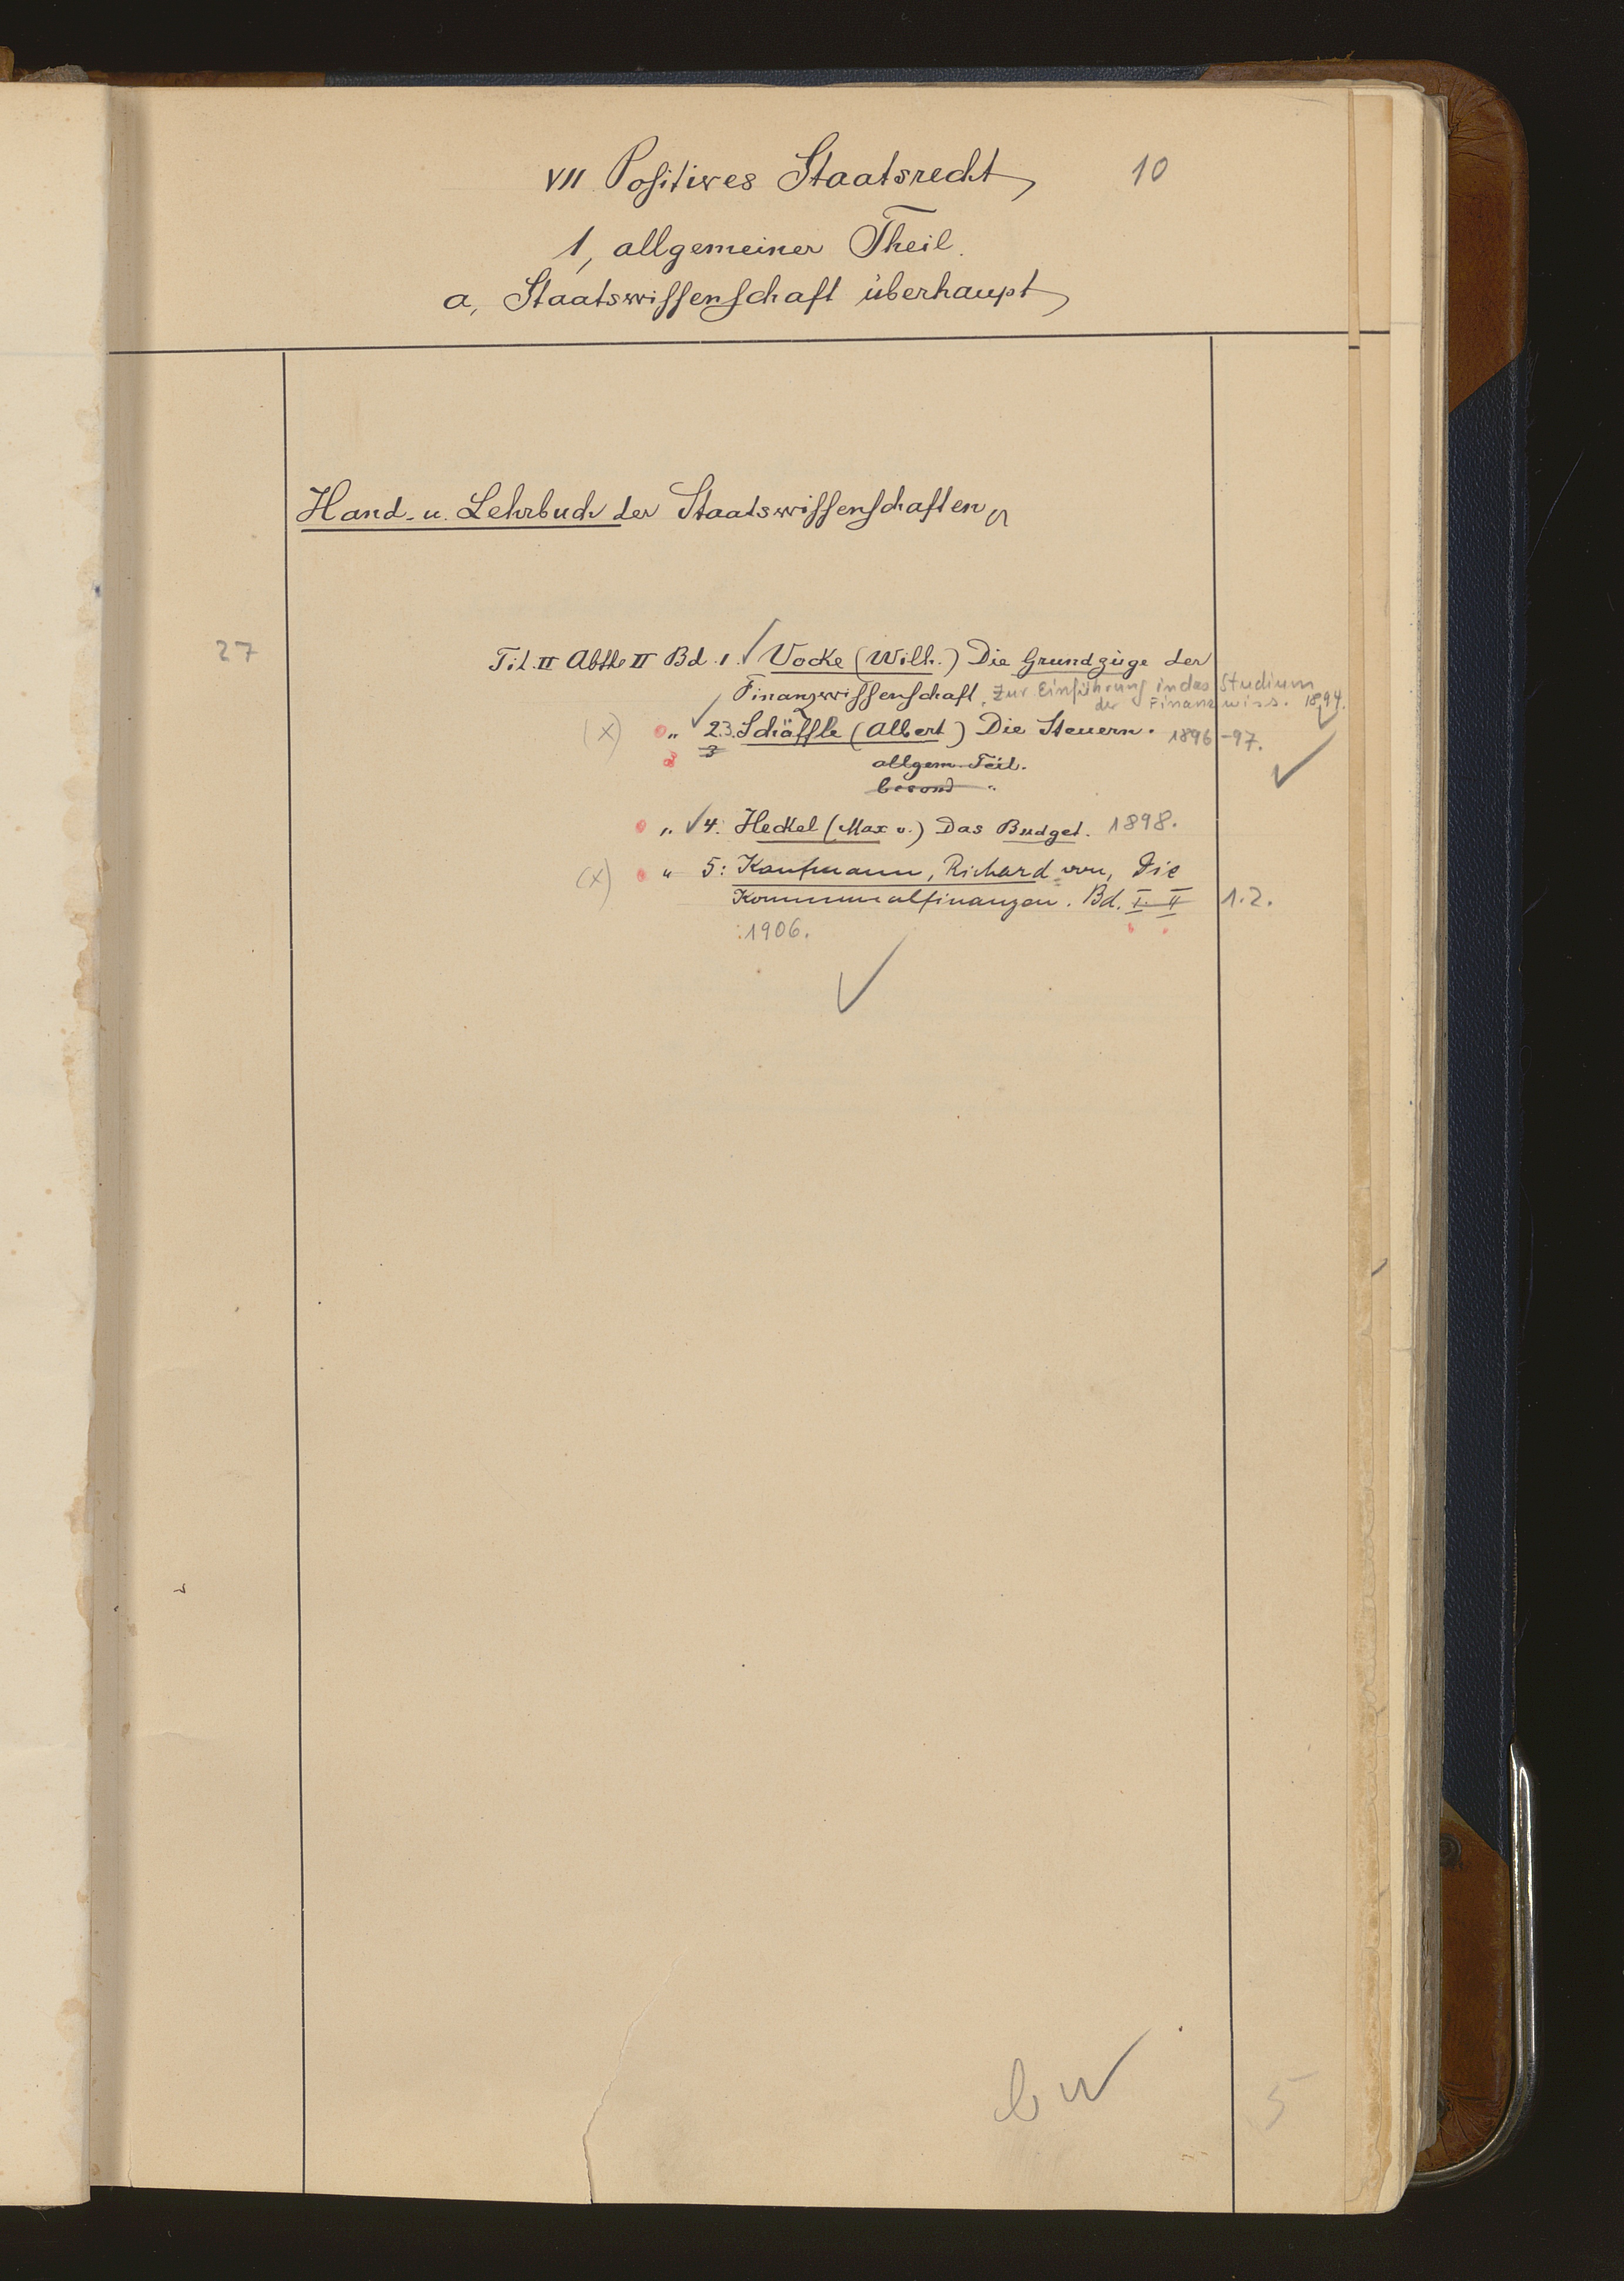 VII Positives Staatsrecht 10
1, allgemeiner Theil.
a, Staatswissenschaft überhaupt
Hand- u. Lehrbuch der Staatswissenschaften
27 Til. II Abthl II Bd. 1. Vocke (Wilh.) Die Grundzüge der
Finanzwissenschaft. Zur Einführung in das Studium
der Finanzwiss. 1894.
(x) " 2.3. Schäffle (Albert) Die Steuern. 1896-97.
3 allgem. Teil.
besond "
" 4. Heckel (Max v.) Das Budget. 1898.
(x) " 5: Kaufmann, Richard von, Die
Kommunalfinanzen. Bd. I. II 1.2.
:1906.
5